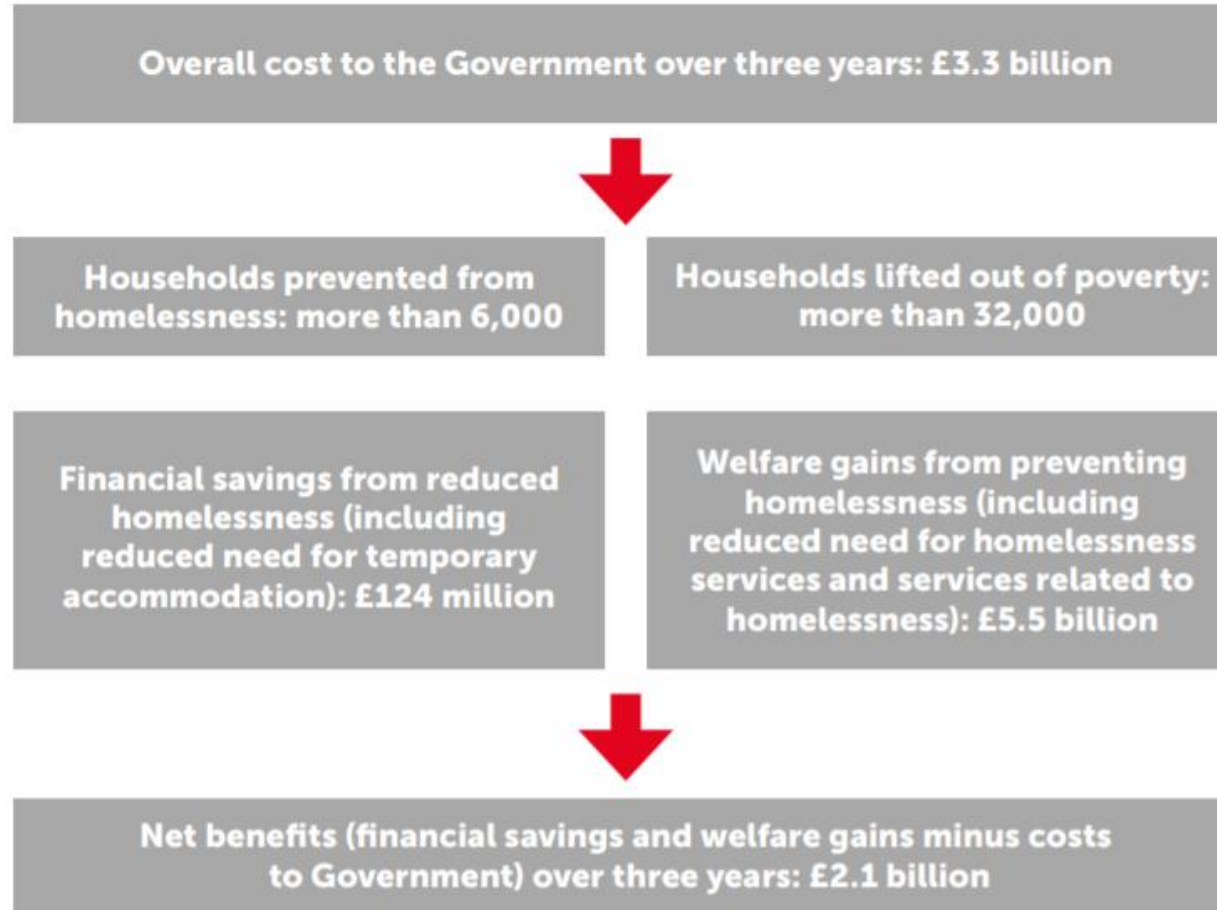 Overall cost to the Government over three years: £3.3 billion
Households prevented from
homelessness: more than 6,000
Households lifted out of poverty:
more than 32,000
Financial savings from reduced
homelessness (including
reduced need for temporary
accommodation): £124 million
Welfare gains from preventing
homelessness (including
reduced need for homelessness
services and services related to
homelessness): £5.5 billion
Net benefits (financial savings and welfare gains minus costs
to Government) over three years: £2.1 billion